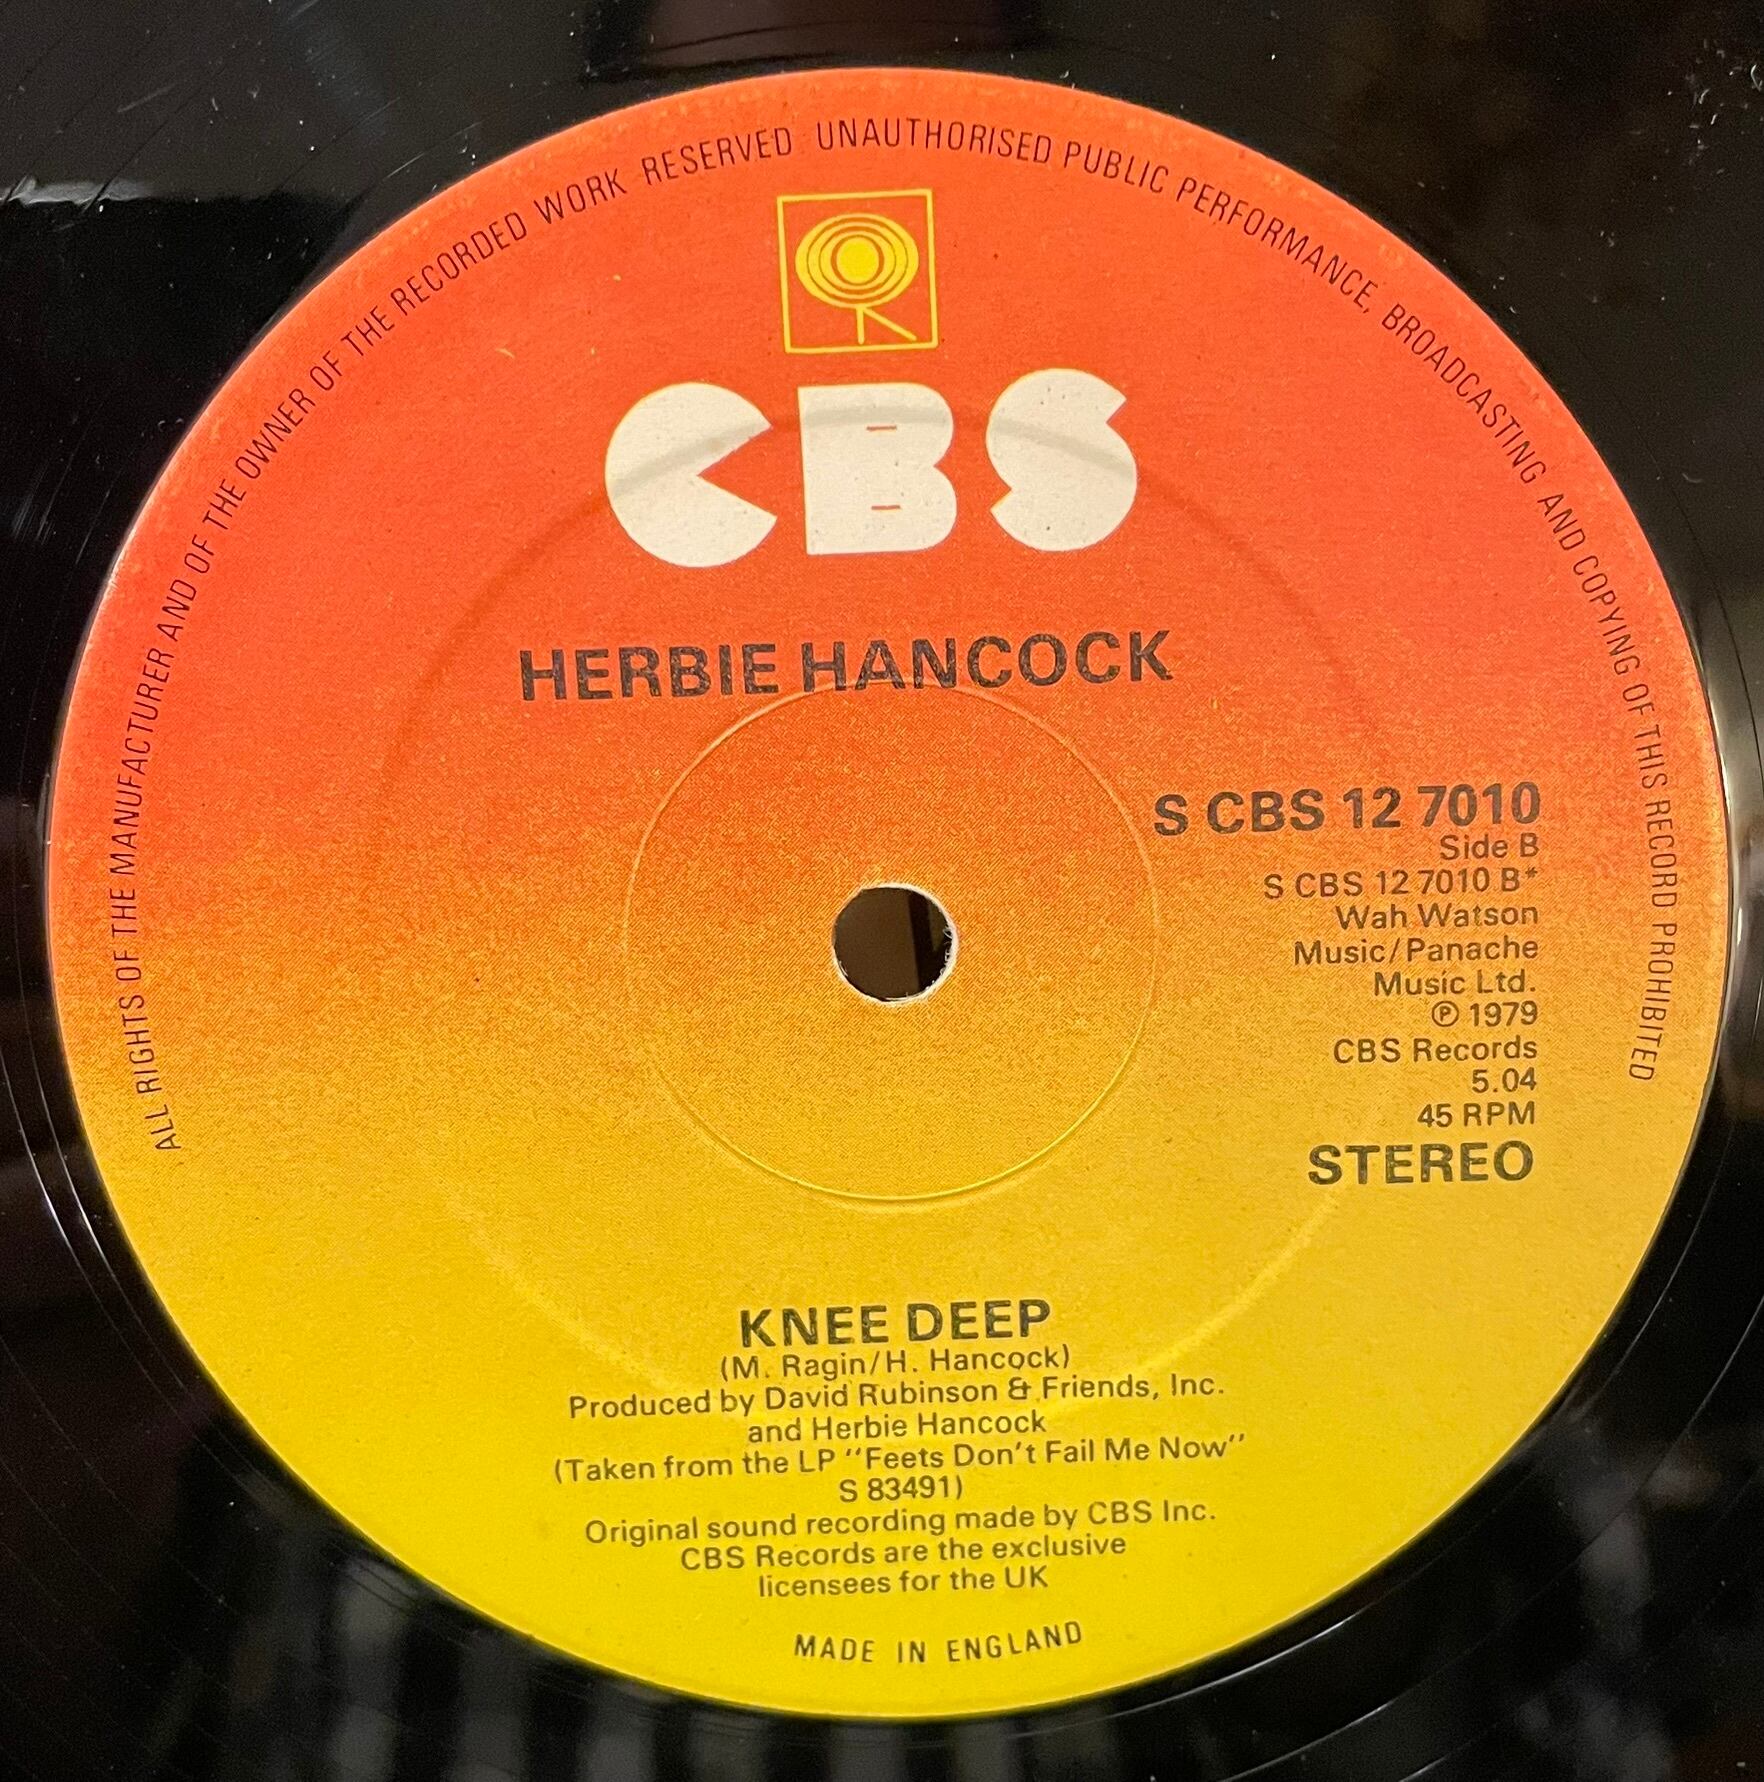 ALL RIGHTS OF THE MANUFACTURER AND OF THE OWNER OF THE RECORDED WORK RESERVED UNAUTHORISED PUBLIC PERFORMANCE, BROADCASTING AND COPYING OF THIS RECORD PROHIBITED
CBS
HERBIE HANCOCK
S CBS 12 7010
Side B
S CBS 12 7010 B*
Wah Watson
Music/Panache
Music Ltd.
℗ 1979
CBS Records
5.04
45 RPM
STEREO
KNEE DEEP
(M. Ragin/H. Hancock)
Produced by David Rubinson & Friends, Inc.
and Herbie Hancock
(Taken from the LP "Feets Don't Fail Me Now"
S 83491)
Original sound recording made by CBS Inc.
CBS Records are the exclusive
licensees for the UK
MADE IN ENGLAND